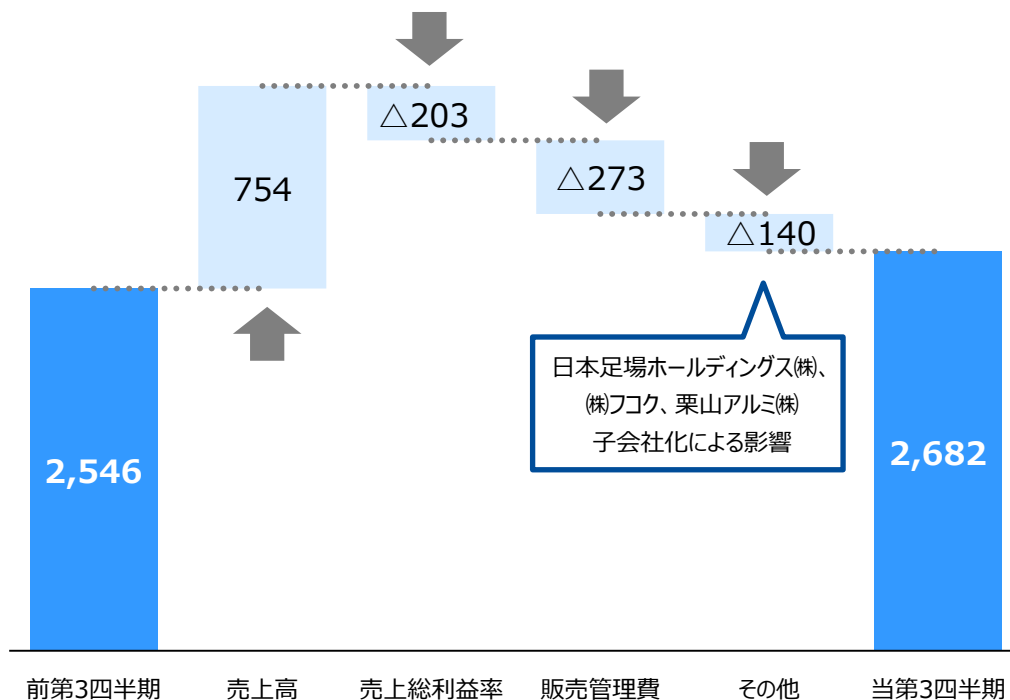 △203
△273
754
△140
日本足場ホールディングス㈱、
㈱フコク、栗山アルミ㈱
子会社化による影響
2,546
2,682
前第3四半期 売上高 売上総利益率 販売管理費 その他 当第3四半期